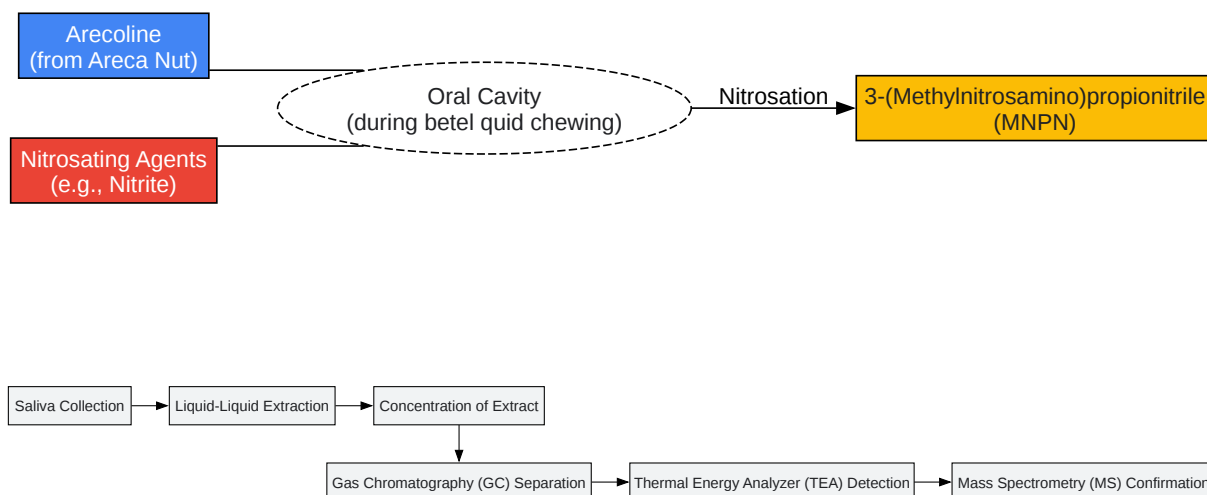 Arecoline
(from Areca Nut)
Oral Cavity
(during betel quid chewing)
Nitrosation
3-(Methylnitrosamino)propionitrile
(MNPN)
Nitrosating Agents
(e.g., Nitrite)
Saliva Collection
Liquid-Liquid Extraction
Concentration of Extract
Gas Chromatography (GC) Separation
Thermal Energy Analyzer (TEA) Detection
Mass Spectrometry (MS) Confirmation